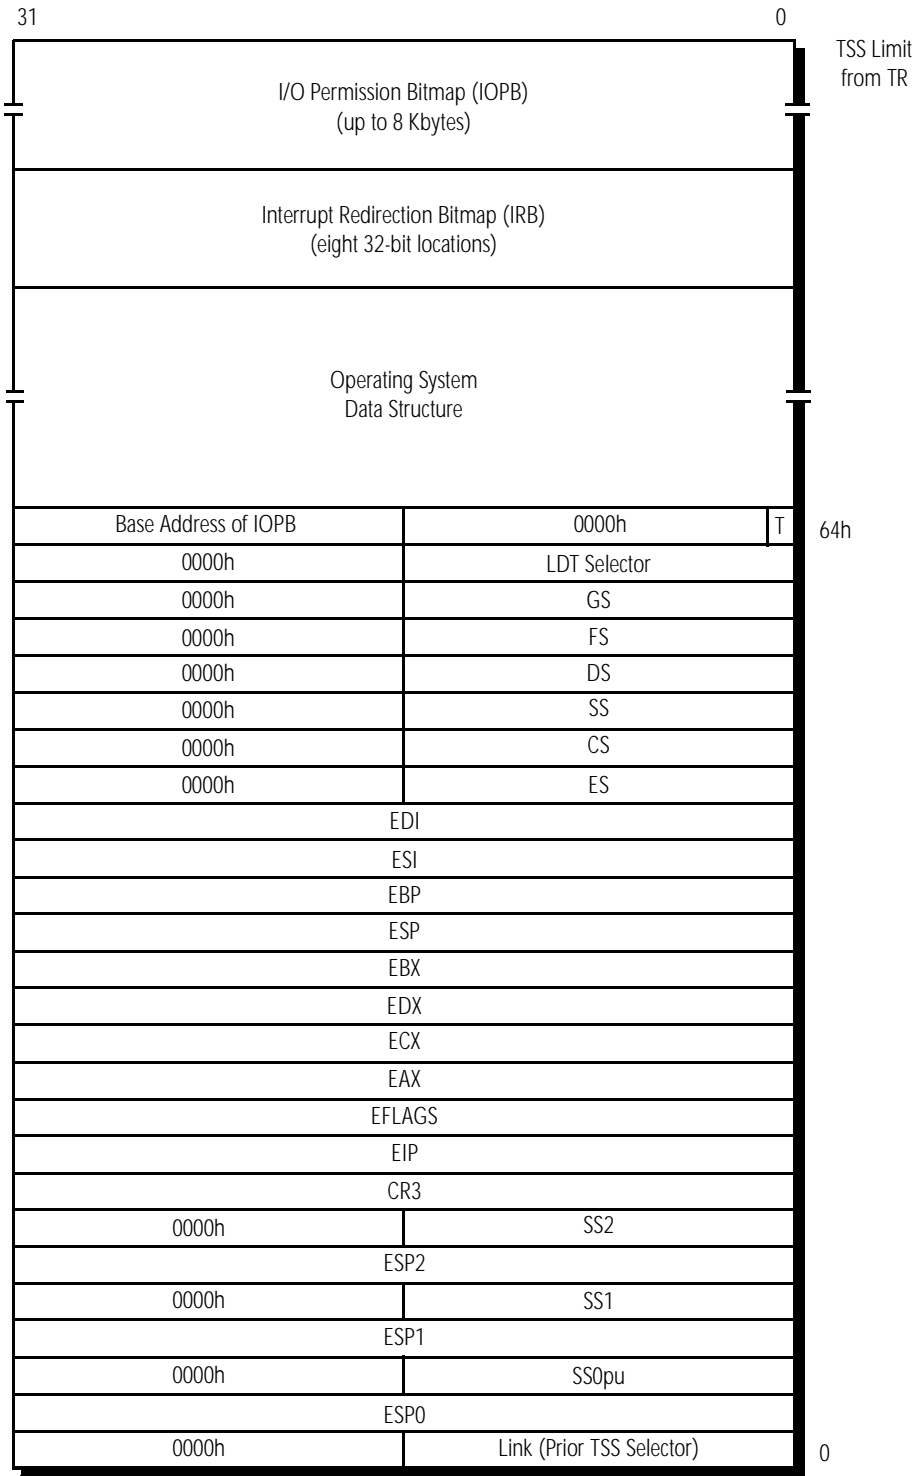 31 0
TSS Limit
from TR
I/O Permission Bitmap (IOPB)
(up to 8 Kbytes)
Interrupt Redirection Bitmap (IRB)
(eight 32-bit locations)
Operating System
Data Structure
Base Address of IOPB 0000h T 64h
0000h LDT Selector
0000h GS
0000h FS
0000h DS
0000h SS
0000h CS
0000h ES
EDI
ESI
EBP
ESP
EBX
EDX
ECX
EAX
EFLAGS
EIP
CR3
0000h SS2
ESP2
0000h SS1
ESP1
0000h SS0pu
ESP0
0000h Link (Prior TSS Selector) 0